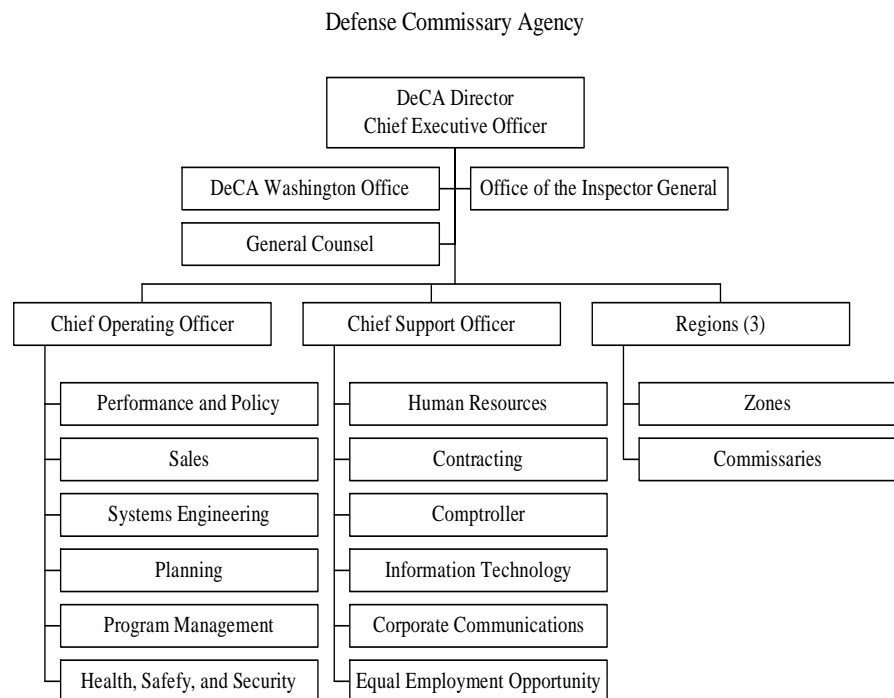 Defense Commissary Agency
DeCA Director
Chief Executive Officer
DeCA Washington Office
Office of the Inspector General
General Counsel
Chief Operating Officer
Chief Support Officer
Regions (3)
Performance and Policy
Human Resources
Zones
Sales
Contracting
Commissaries
Systems Engineering
Comptroller
Planning
Information Technology
Program Management
Corporate Communications
Health, Safefy, and Security
Equal Employment Opportunity